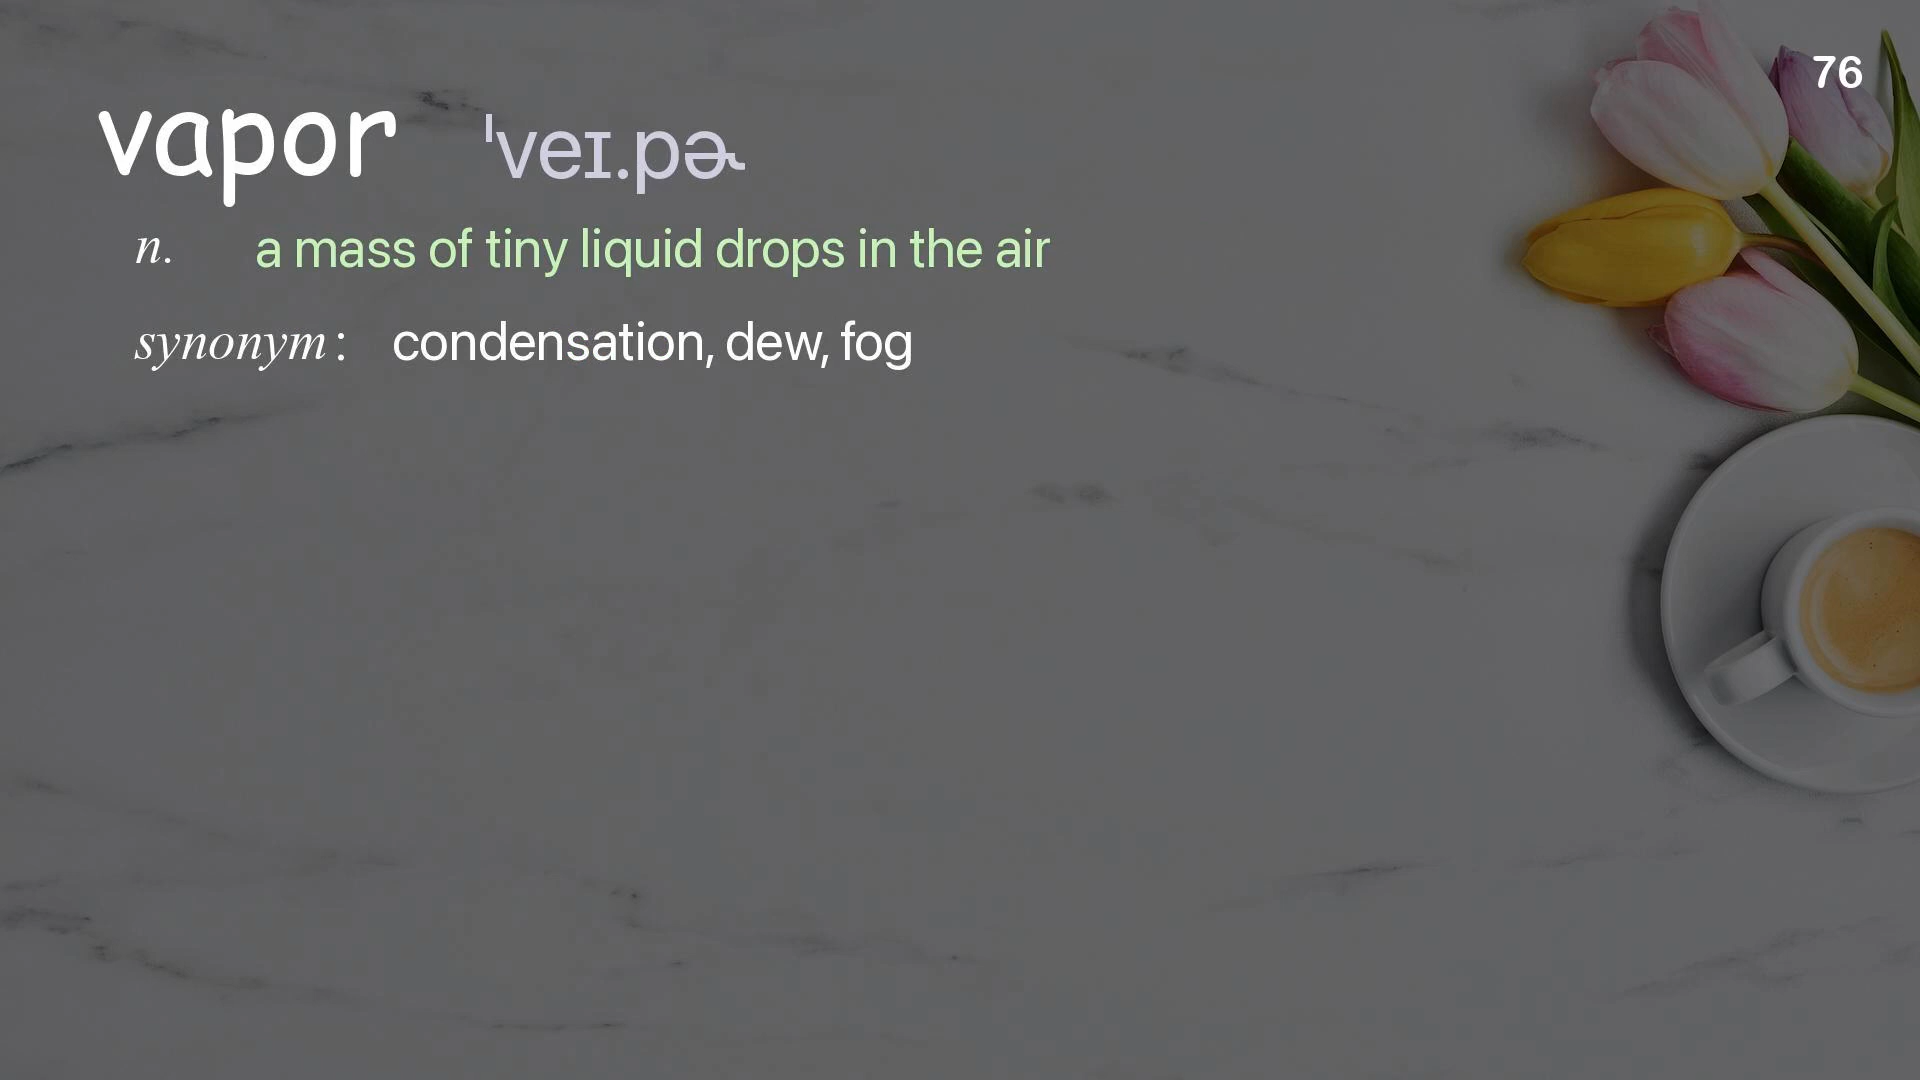 76
vapor ˈveɪ.pɚ
n. a mass of tiny liquid drops in the air
synonym: condensation, dew, fog